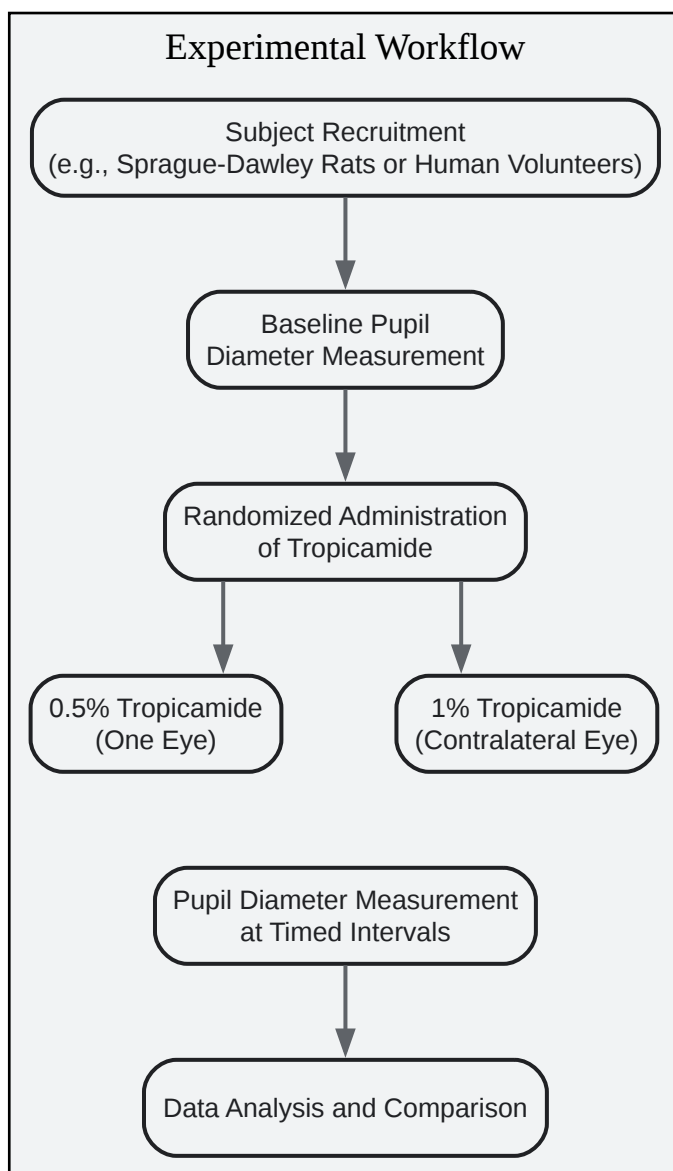 Experimental Workflow
Subject Recruitment
(e.g., Sprague-Dawley Rats or Human Volunteers)
Baseline Pupil
Diameter Measurement
Randomized Administration
of Tropicamide
0.5% Tropicamide
(One Eye)
1% Tropicamide
(Contralateral Eye)
Pupil Diameter Measurement
at Timed Intervals
Data Analysis and Comparison